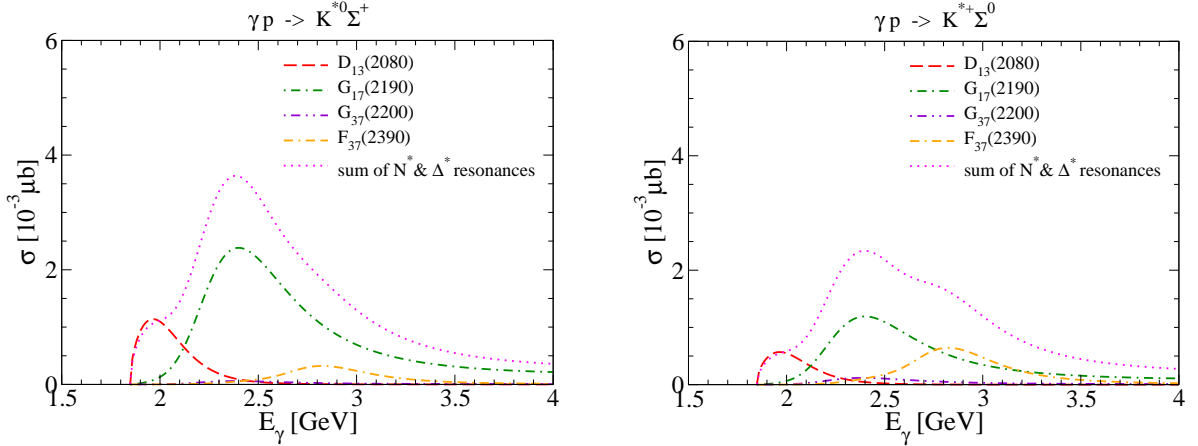 γ p -> K*0Σ+
6
4
2
0
σ [10-3μb]
D13(2080)
G17(2190)
G37(2200)
F37(2390)
sum of N* & Δ* resonances
1.5 2 2.5 3 3.5 4
Eγ [GeV]
γ p -> K*+Σ0
6
4
2
0
σ [10-3μb]
D13(2080)
G17(2190)
G37(2200)
F37(2390)
sum of N* & Δ* resonances
1.5 2 2.5 3 3.5 4
Eγ [GeV]